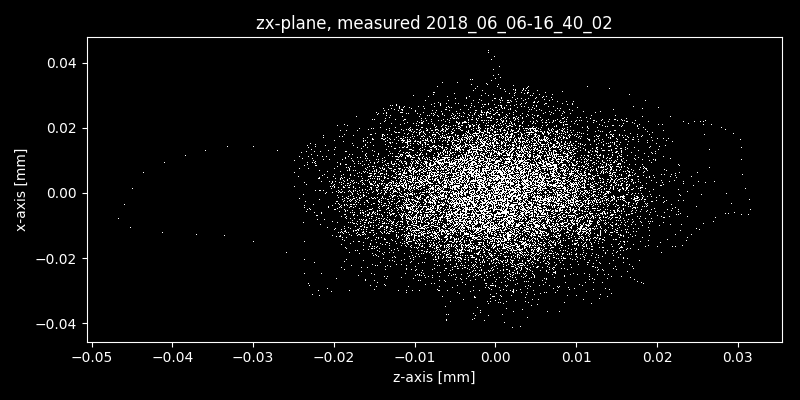 zx-plane, measured 2018_06_06-16_40_02
0.04
0.02
0.00
−0.02
−0.04
x-axis [mm]
−0.05 −0.04 −0.03 −0.02 −0.01 0.00 0.01 0.02 0.03
z-axis [mm]